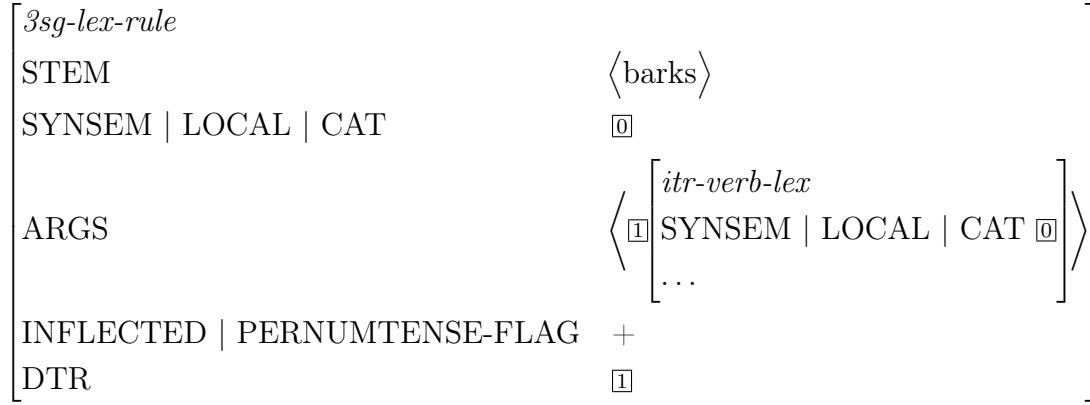 3sg-lex-rule
STEM ⟨barks⟩
SYNSEM | LOCAL | CAT 0
itr-verb-lex
ARGS ⟨ 1 SYNSEM | LOCAL | CAT 0 ⟩
...
INFLECTED | PERNUMTENSE-FLAG +
DTR 1